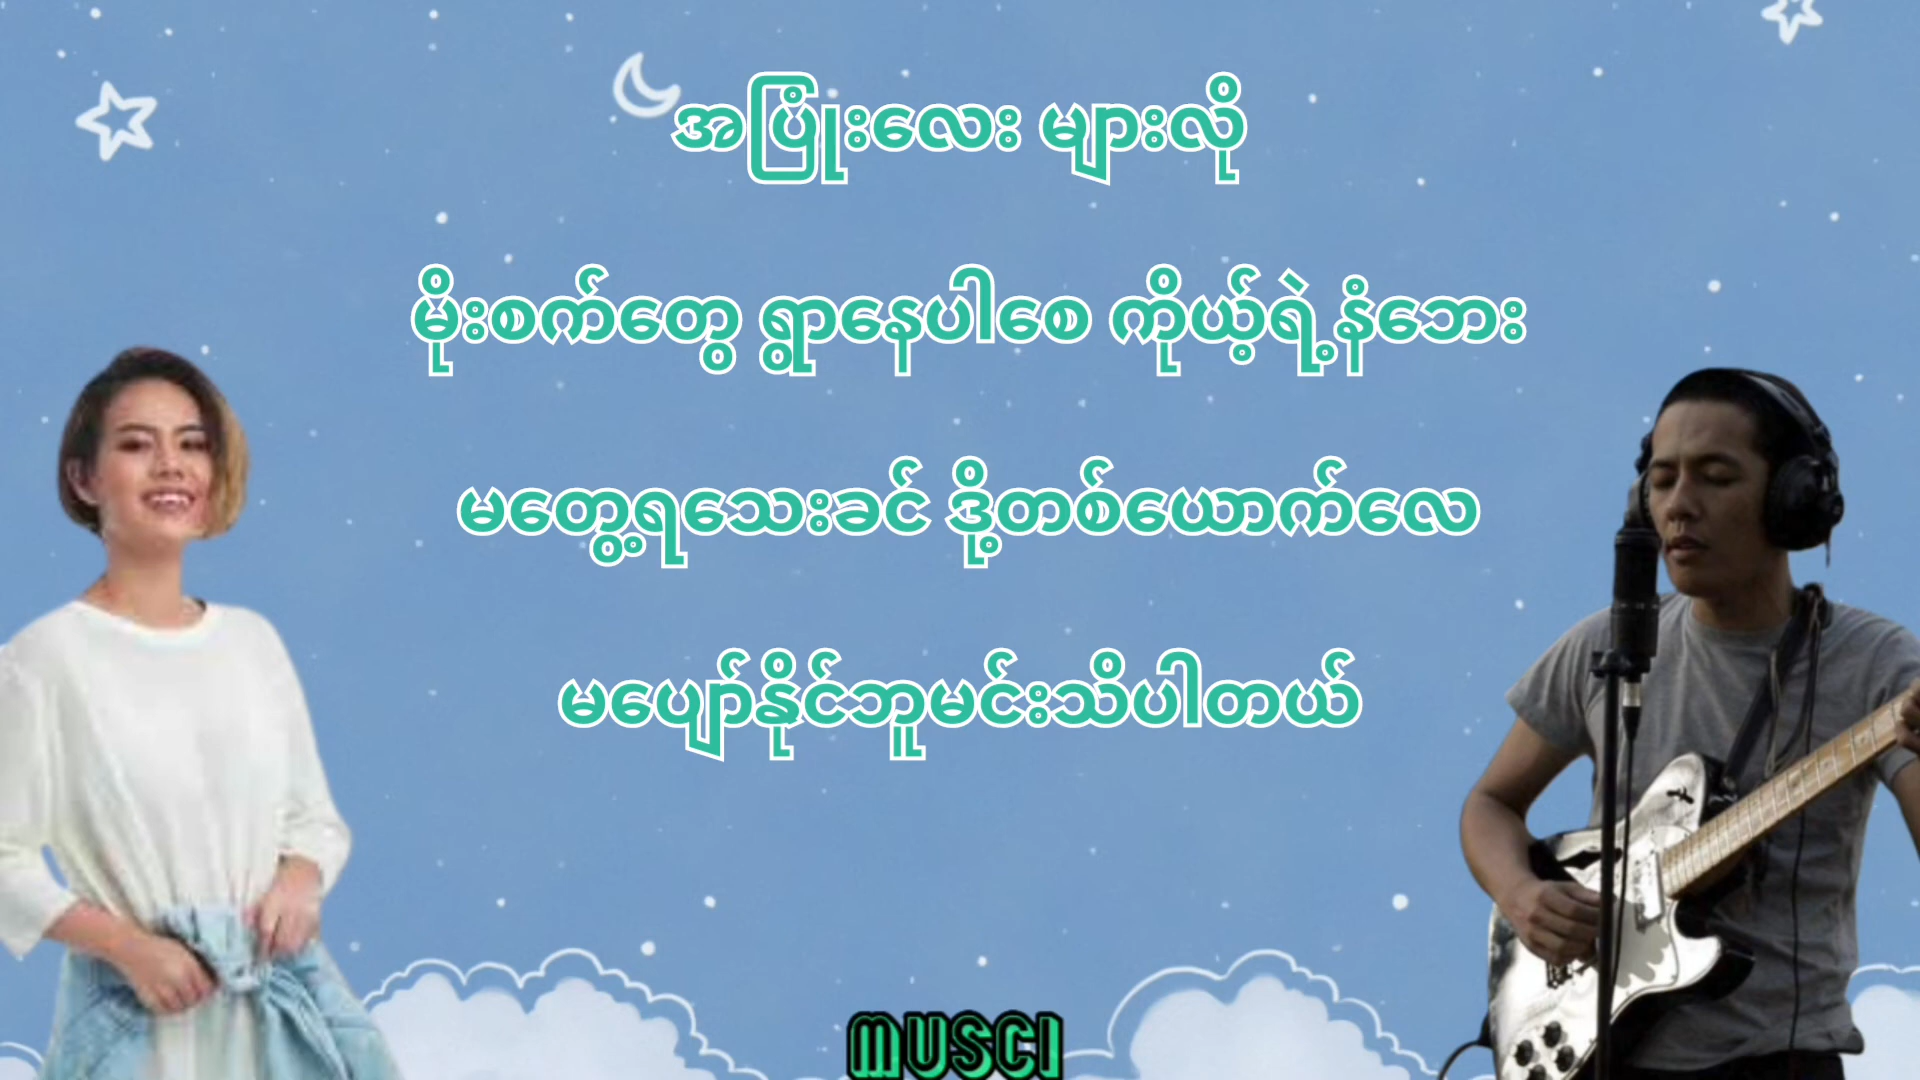 အပြုံးလေး များလို
မိုးစက်တွေ ရွာနေပါစေ ကိုယ့်ရဲ့နံဘေး
မတွေ့ရသေးခင် ဒို့တစ်ယောက်လေ
မပျော်နိုင်ဘူမင်းသိပါတယ်
MUSCI